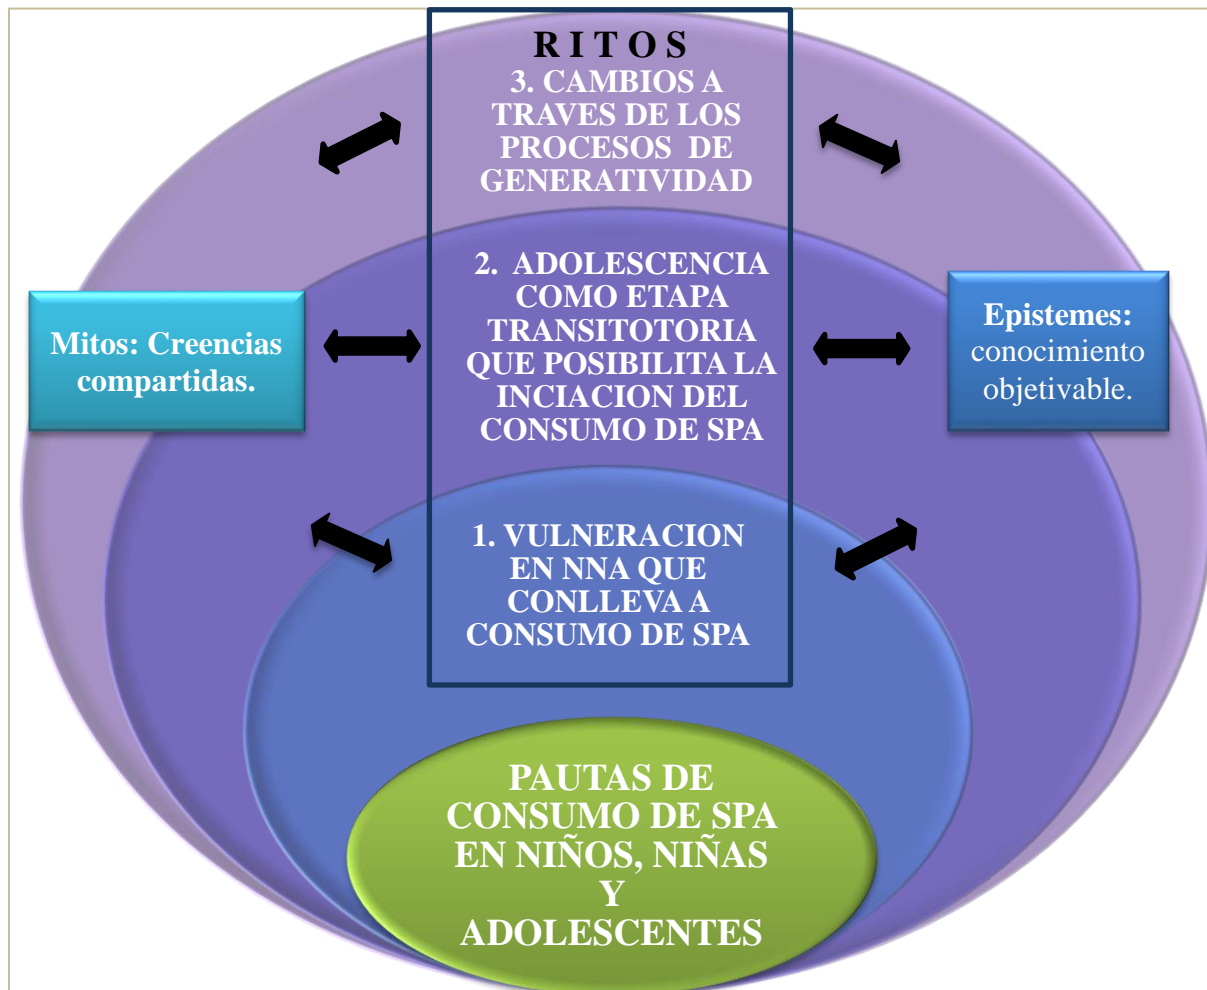 R I T O S
3. CAMBIOS A
TRAVES DE LOS
PROCESOS DE
GENERATIVIDAD
2. ADOLESCENCIA
COMO ETAPA
TRANSITOTORIA
QUE POSIBILITA LA
INCIACION DEL
CONSUMO DE SPA
Mitos: Creencias
compartidas.
Epistemes:
conocimiento
objetivable.
1. VULNERACION
EN NNA QUE
CONLLEVA A
CONSUMO DE SPA
PAUTAS DE
CONSUMO DE SPA
EN NIÑOS, NIÑAS
Y
ADOLESCENTES